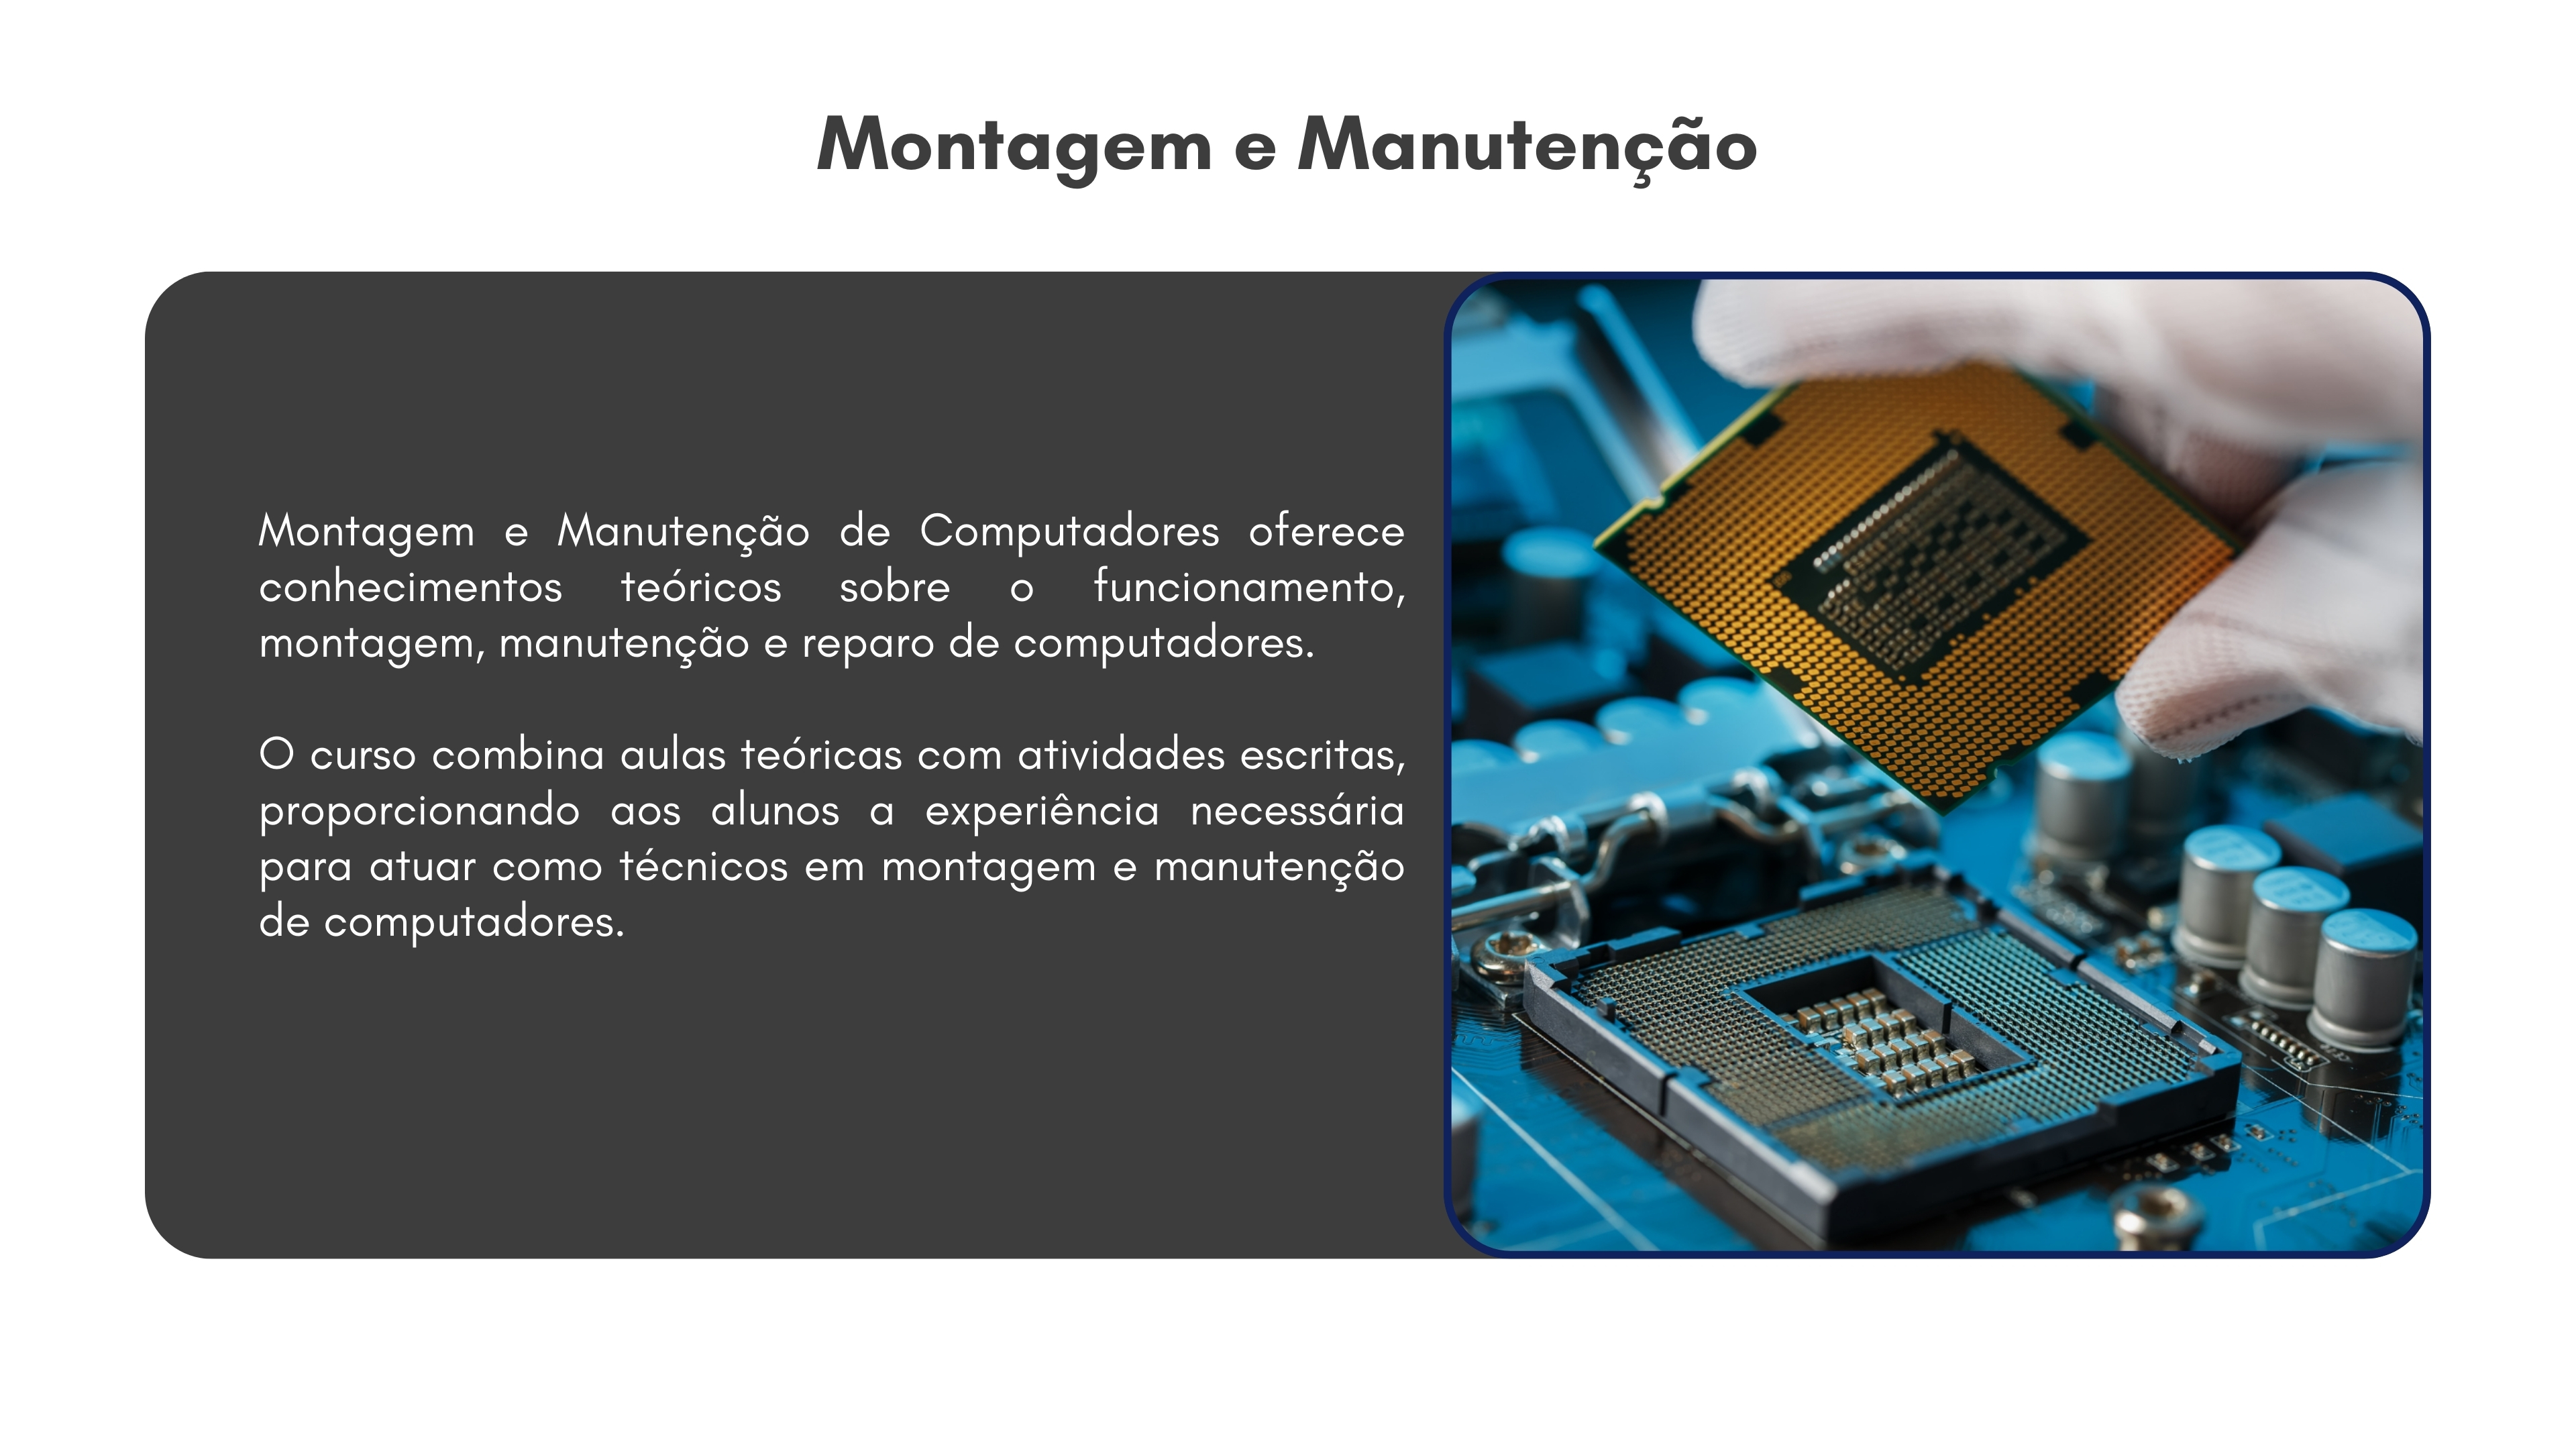 Montagem e Manutenção
Montagem e Manutenção de Computadores oferece
conhecimentos teóricos sobre o funcionamento,
montagem, manutenção e reparo de computadores.
O curso combina aulas teóricas com atividades escritas,
proporcionando aos alunos a experiência necessária
para atuar como técnicos em montagem e manutenção
de computadores.